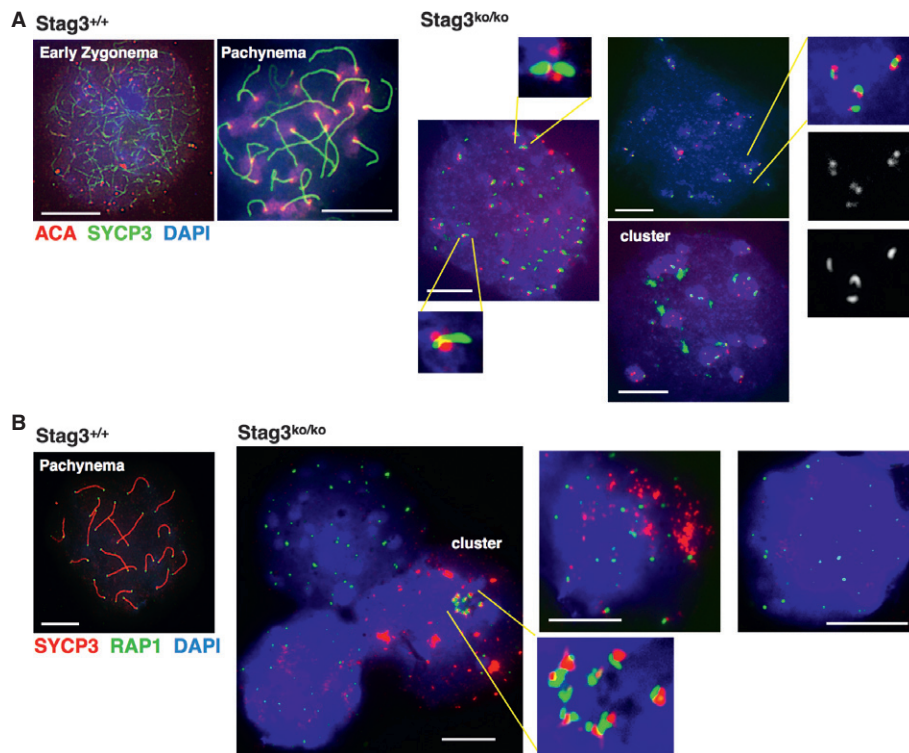 A
Stag3+/+
Stag3ko/ko
Early Zygonema
Pachynema
ACA SYCP3 DAPI
cluster
B
Stag3+/+
Stag3ko/ko
Pachynema
cluster
SYCP3 RAP1 DAPI